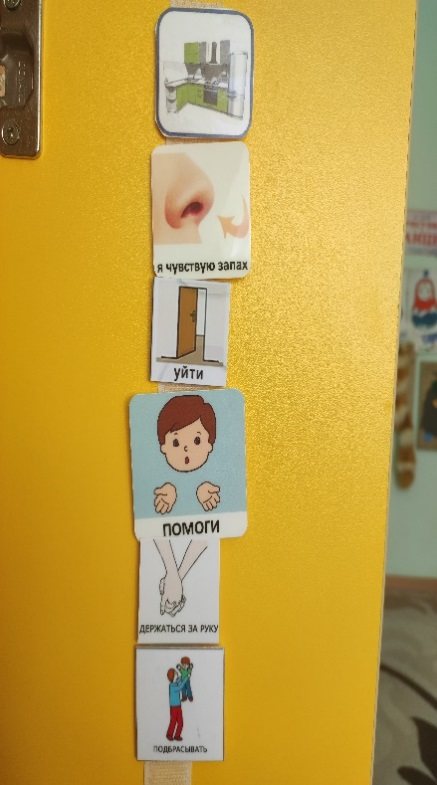 я чувствую запах
уйти
ПОМОГИ
ДЕРЖАТЬСЯ ЗА РУКУ
ПОДБРАСЫВАТЬ